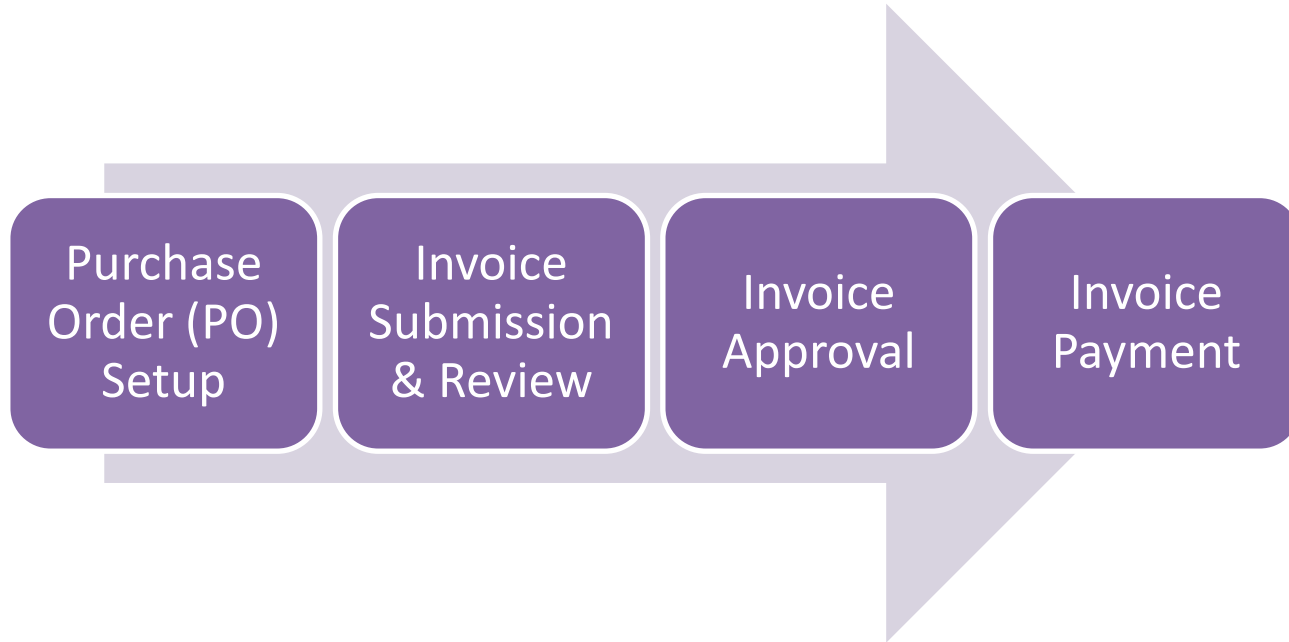 Purchase
Order (PO)
Setup
Invoice
Submission
& Review
Invoice
Approval
Invoice
Payment